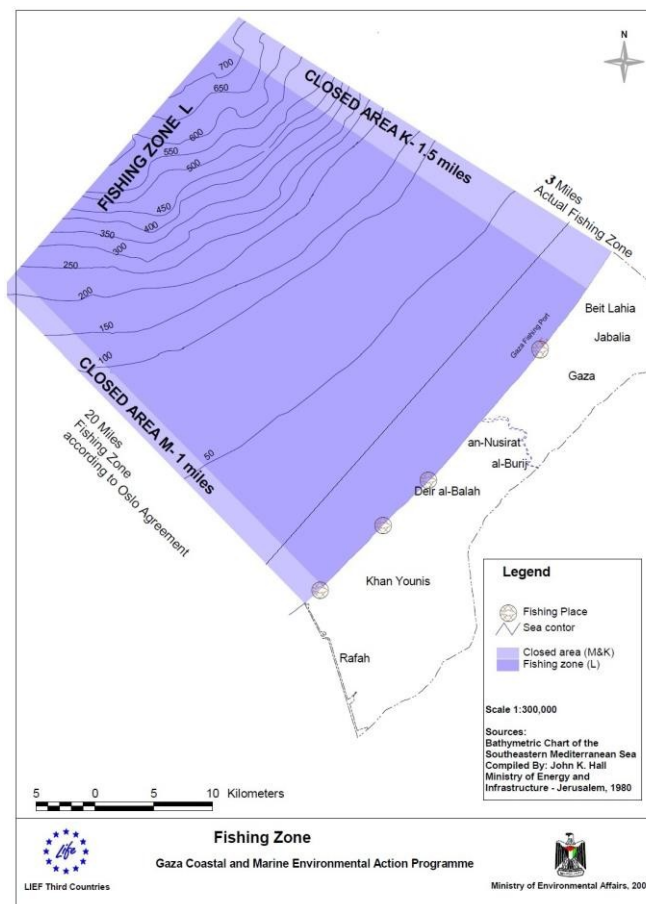 N
CLOSED AREA K- 1.5 miles
3 Miles
Actual Fishing Zone
FISHING ZONE L
700
650
600
550
500
450
400
350
300
250
200
150
100
50
Beit Lahia
Jabalia
Gaza
Gaza Fishing Port
an-Nusirat
al-Burij
Deir al-Balah
Khan Younis
Rafah
CLOSED AREA M- 1 miles
20 Miles
Fishing Zone
according to Oslo Agreement
Legend
Fishing Place
Sea contor
Closed area (M&K)
Fishing zone (L)
Scale 1:300,000
Sources:
Bathymetric Chart of the
Southeastern Mediterranean Sea
Compiled By: John K. Hall
Ministry of Energy and
Infrastructure - Jerusalem, 1980
5 0 5 10 Kilometers
Fishing Zone
Gaza Coastal and Marine Environmental Action Programme
Life
LIEF Third Countries
Ministry of Environmental Affairs, 200